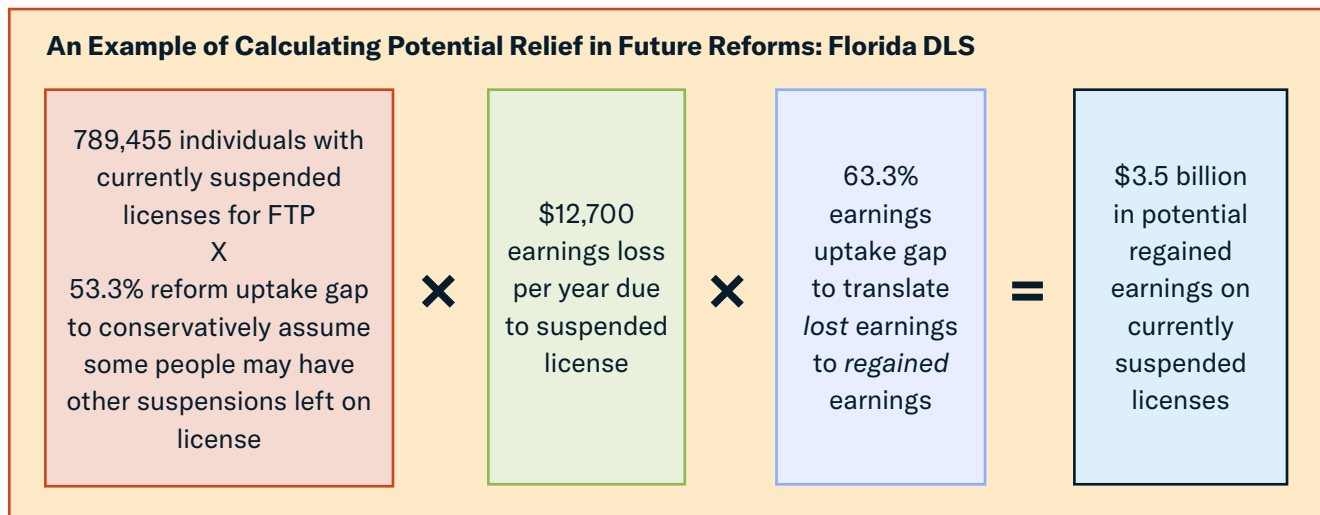 An Example of Calculating Potential Relief in Future Reforms: Florida DLS
789,455 individuals with
currently suspended
licenses for FTP
X
53.3% reform uptake gap
to conservatively assume
some people may have
other suspensions left on
license
×
$12,700
earnings loss
per year due
to suspended
license
×
63.3%
earnings
uptake gap
to translate
lost earnings
to regained
earnings
=
$3.5 billion
in potential
regained
earnings on
currently
suspended
licenses